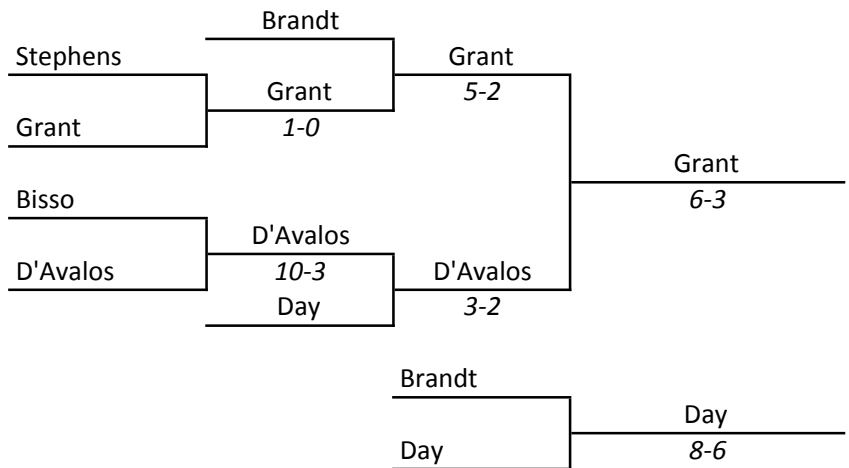 Brandt
Stephens
Grant
Grant
5-2
1-0
Grant
Grant
6-3
Bisso
D'Avalos
D'Avalos
10-3
D'Avalos
Day
3-2
Brandt
Day
Day
8-6